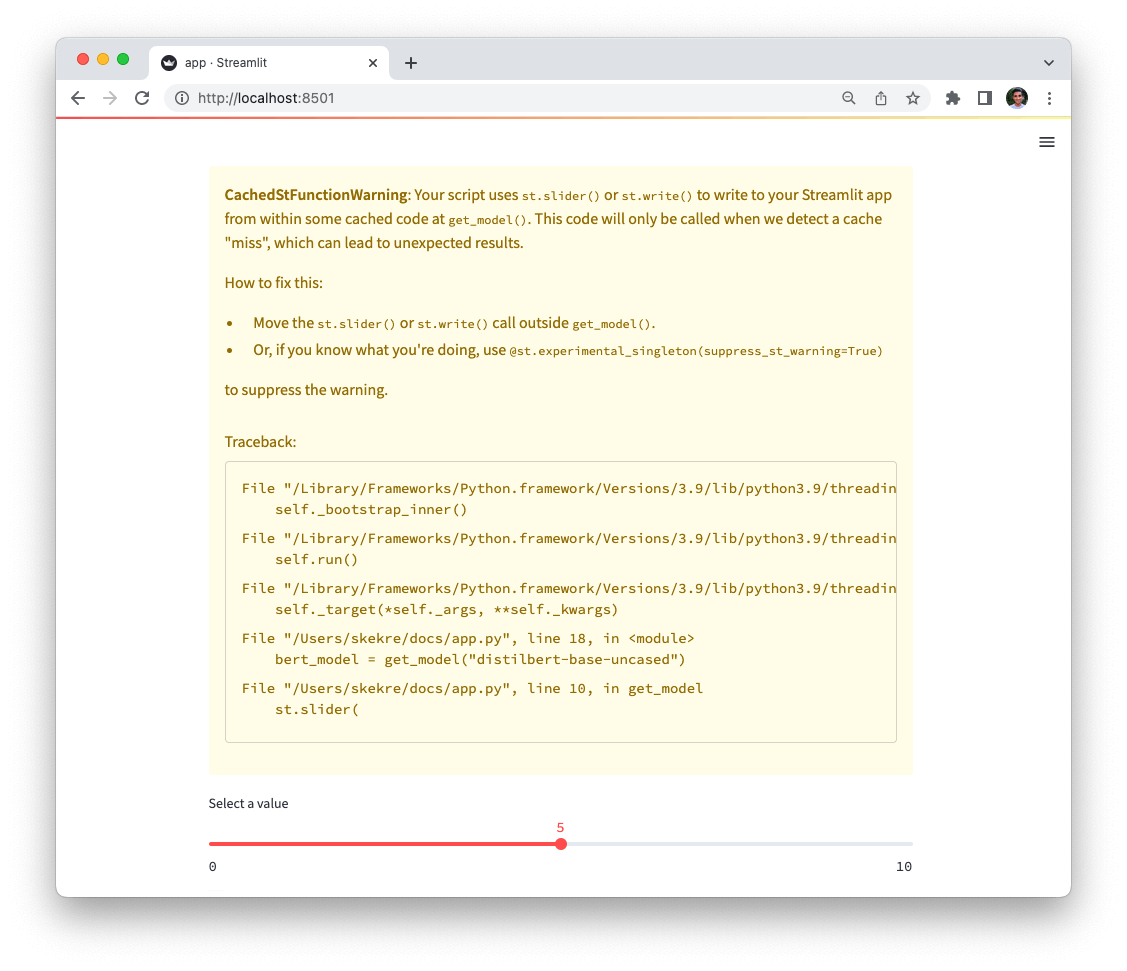 app · Streamlit
http://localhost:8501
CachedStFunctionWarning: Your script uses st.slider() or st.write() to write to your Streamlit app
from within some cached code at get_model(). This code will only be called when we detect a cache
"miss", which can lead to unexpected results.
How to fix this:
• Move the st.slider() or st.write() call outside get_model().
• Or, if you know what you're doing, use @st.experimental_singleton(suppress_st_warning=True)
to suppress the warning.
Traceback:
File "/Library/Frameworks/Python.framework/Versions/3.9/lib/python3.9/threadin
self._bootstrap_inner()
File "/Library/Frameworks/Python.framework/Versions/3.9/lib/python3.9/threadin
self.run()
File "/Library/Frameworks/Python.framework/Versions/3.9/lib/python3.9/threadin
self._target(*self._args, **self._kwargs)
File "/Users/skekre/docs/app.py", line 18, in <module>
bert_model = get_model("distilbert-base-uncased")
File "/Users/skekre/docs/app.py", line 10, in get_model
st.slider(
Select a value
5
0 10